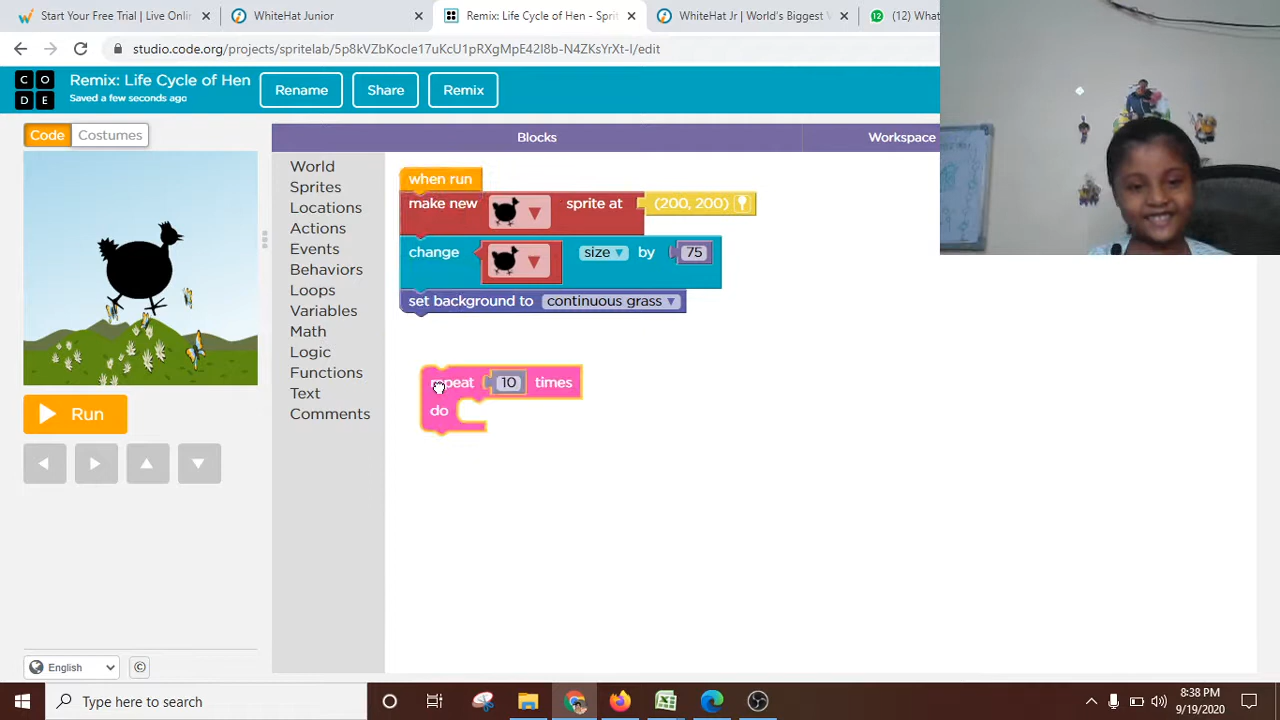 Start Your Free Trial | Live Onlin
WhiteHat Junior
Remix: Life Cycle of Hen - Sprit
WhiteHat Jr | World's Biggest
(12) What
studio.code.org/projects/spritelab/5p8kVZbKocIe17uKcU1pRXgMpE42I8b-N4ZKsYrXt-I/edit
C O
D E
Remix: Life Cycle of Hen
Saved a few seconds ago
Rename
Share
Remix
Code
Costumes
Blocks
Workspace
World
Sprites
Locations
Actions
Events
Behaviors
Loops
Variables
Math
Logic
Functions
Text
Comments
when run
make new sprite at (200, 200)
change size by 75
set background to continuous grass
repeat 10 times
do
Run
English
©
Type here to search
8:38 PM
9/19/2020